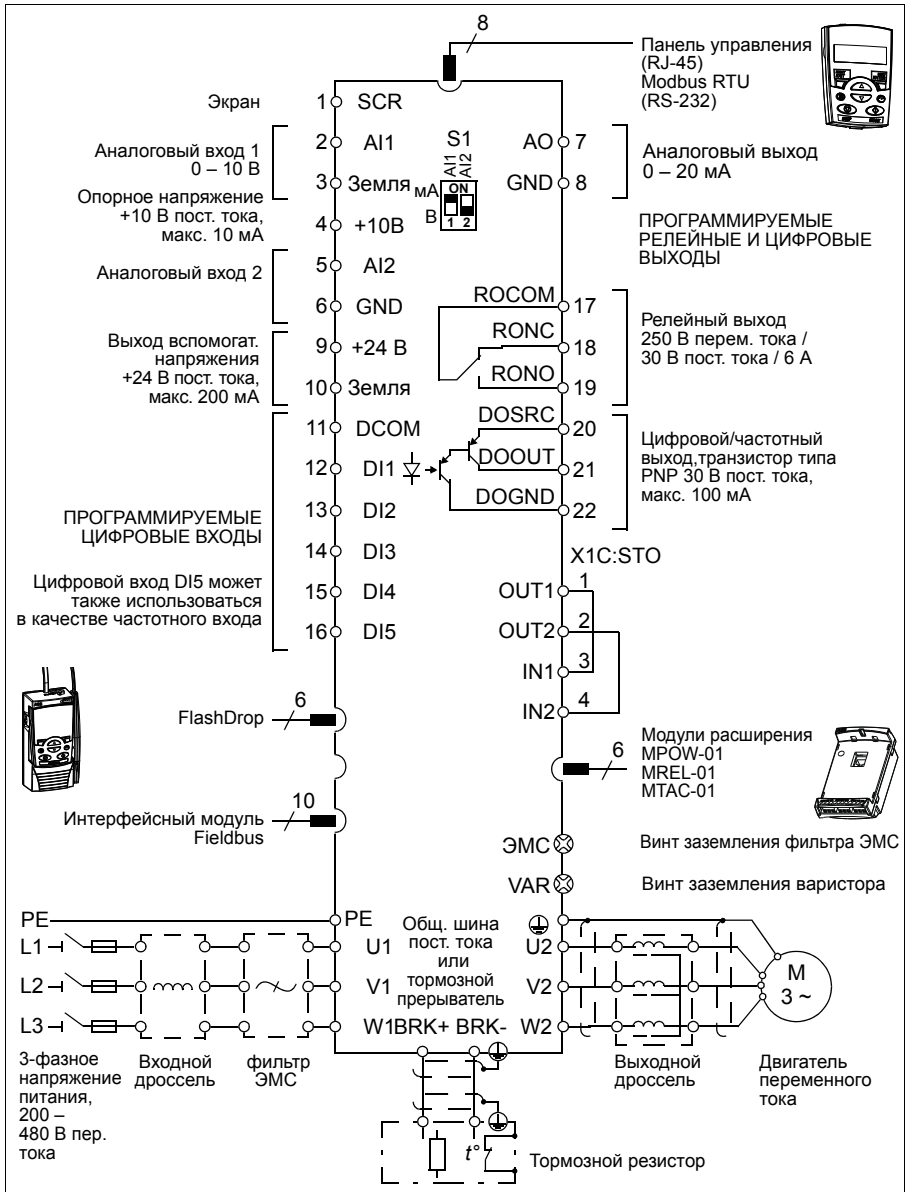 8
Панель управления
(RJ-45)
Modbus RTU
(RS-232)
Экран
1 SCR
Аналоговый вход 1
0 – 10 В
2 AI1
3 Земля
Опорное напряжение
+10 В пост. тока,
макс. 10 мА
4 +10В
S1
AI1
AI2
мА
ON
В
1 2
AO 7
GND 8
Аналоговый выход
0 – 20 мА
Аналоговый вход 2
5 AI2
6 GND
ПРОГРАММИРУЕМЫЕ
РЕЛЕЙНЫЕ И ЦИФРОВЫЕ
ВЫХОДЫ
Выход вспомогат.
напряжения
+24 В пост. тока,
макс. 200 мА
9 +24 В
10 Земля
ROCOM 17
RONC 18
RONO 19
Релейный выход
250 В перем. тока /
30 В пост. тока / 6 А
11 DCOM
12 DI1
13 DI2
14 DI3
15 DI4
16 DI5
ПРОГРАММИРУЕМЫЕ
ЦИФРОВЫЕ ВХОДЫ
Цифровой вход DI5 может
также использоваться
в качестве частотного входа
DOSRC 20
DOOUT 21
DOGND 22
Цифровой/частотный
выход,транзистор типа
PNP 30 В пост. тока,
макс. 100 мА
X1C:STO
OUT1 1
OUT2 2
IN1 3
IN2 4
FlashDrop
6
6
Модули расширения
MPOW-01
MREL-01
MTAC-01
Интерфейсный модуль
Fieldbus
10
ЭМС
Винт заземления фильтра ЭМС
VAR
Винт заземления варистора
PE
PE
L1
U1
L2
V1
L3
W1
Общ. шина
пост. тока
или
тормозной
прерыватель
BRK+ BRK-
U2
V2
W2
M
3 ~
3-фазное
напряжение
питания,
200 –
480 В пер.
тока
Входной
дроссель
фильтр
ЭМС
Выходной
дроссель
Двигатель
переменного
тока
t°
Тормозной резистор